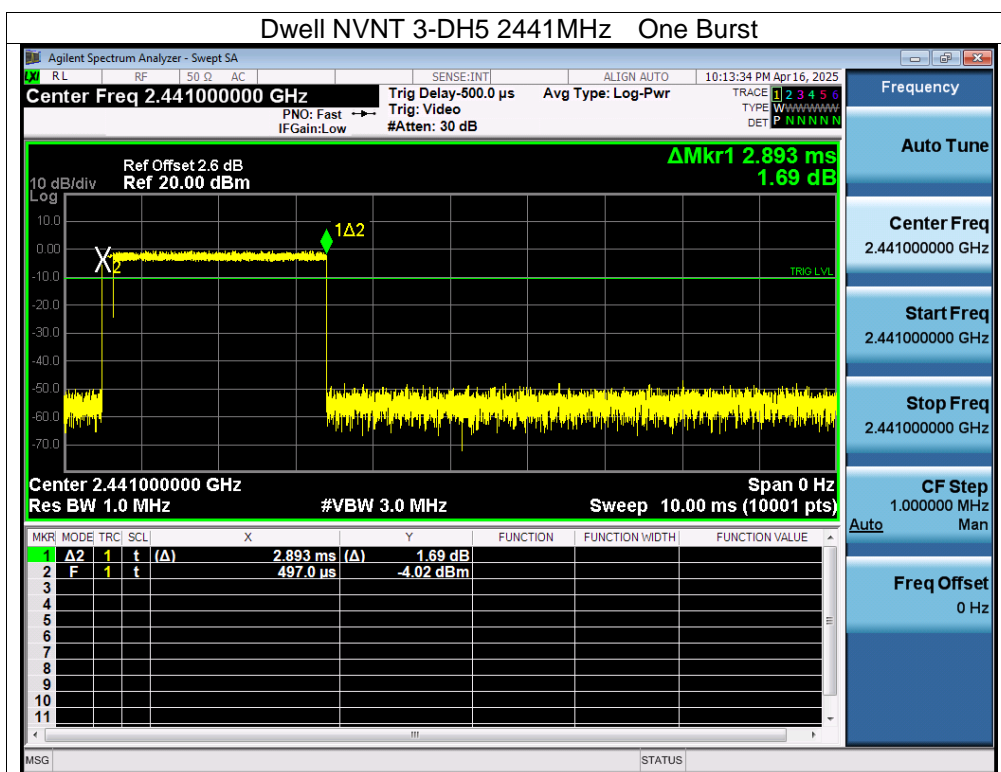 Dwell NVNT 3-DH5 2441MHz One Burst
Agilent Spectrum Analyzer - Swept SA
LXI RL RF 50 Ω AC SENSE:INT ALIGN AUTO 10:13:34 PM Apr 16, 2025
Center Freq 2.441000000 GHz
PNO: Fast
IFGain:Low
Trig Delay-500.0 µs
Trig: Video
#Atten: 30 dB
Avg Type: Log-Pwr
TRACE 1 2 3 4 5 6
TYPE WWWWWW
DET P N N N N N
ΔMkr1 2.893 ms
1.69 dB
Ref Offset 2.6 dB
10 dB/div Ref 20.00 dBm
Log
10.0
0.00
-10.0
-20.0
-30.0
-40.0
-50.0
-60.0
-70.0
1Δ2
2
TRIG LVL
Center 2.441000000 GHz Span 0 Hz
Res BW 1.0 MHz #VBW 3.0 MHz Sweep 10.00 ms (10001 pts)
MKR MODE TRC SCL X Y FUNCTION FUNCTION WIDTH FUNCTION VALUE
1 Δ2 1 t (Δ) 2.893 ms (Δ) 1.69 dB
2 F 1 t 497.0 µs -4.02 dBm
3
4
5
6
7
8
9
10
11
MSG STATUS
Frequency
Auto Tune
Center Freq
2.441000000 GHz
Start Freq
2.441000000 GHz
Stop Freq
2.441000000 GHz
CF Step
1.000000 MHz
Auto Man
Freq Offset
0 Hz